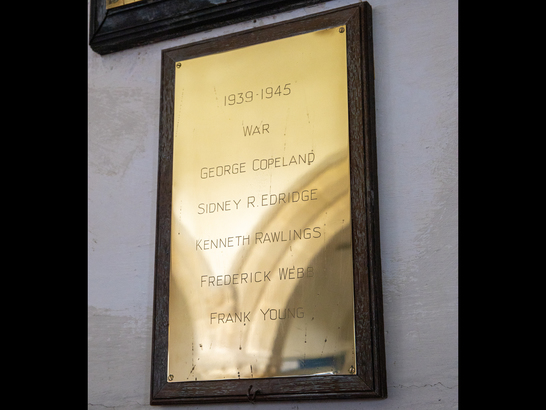 1939-1945
WAR
GEORGE COPELAND
SIDNEY R. EDRIDGE
KENNETH RAWLINGS
FREDERICK WEBB
FRANK YOUNG